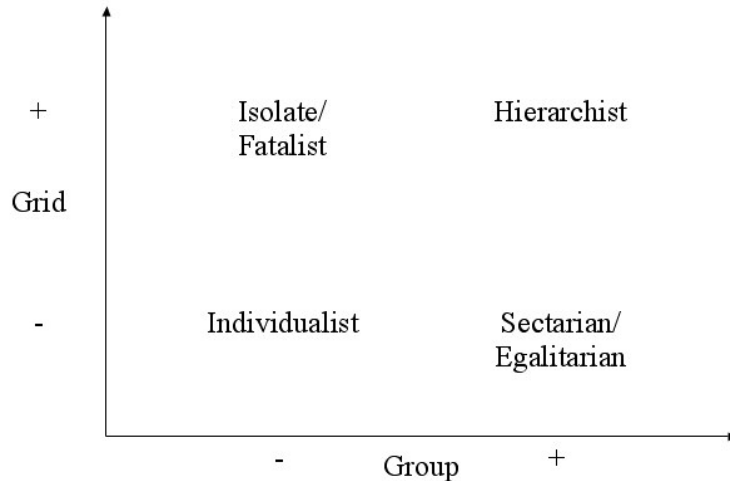 +
Isolate/
Fatalist
Hierarchist
Grid
-
Individualist
Sectarian/
Egalitarian
-
Group
+